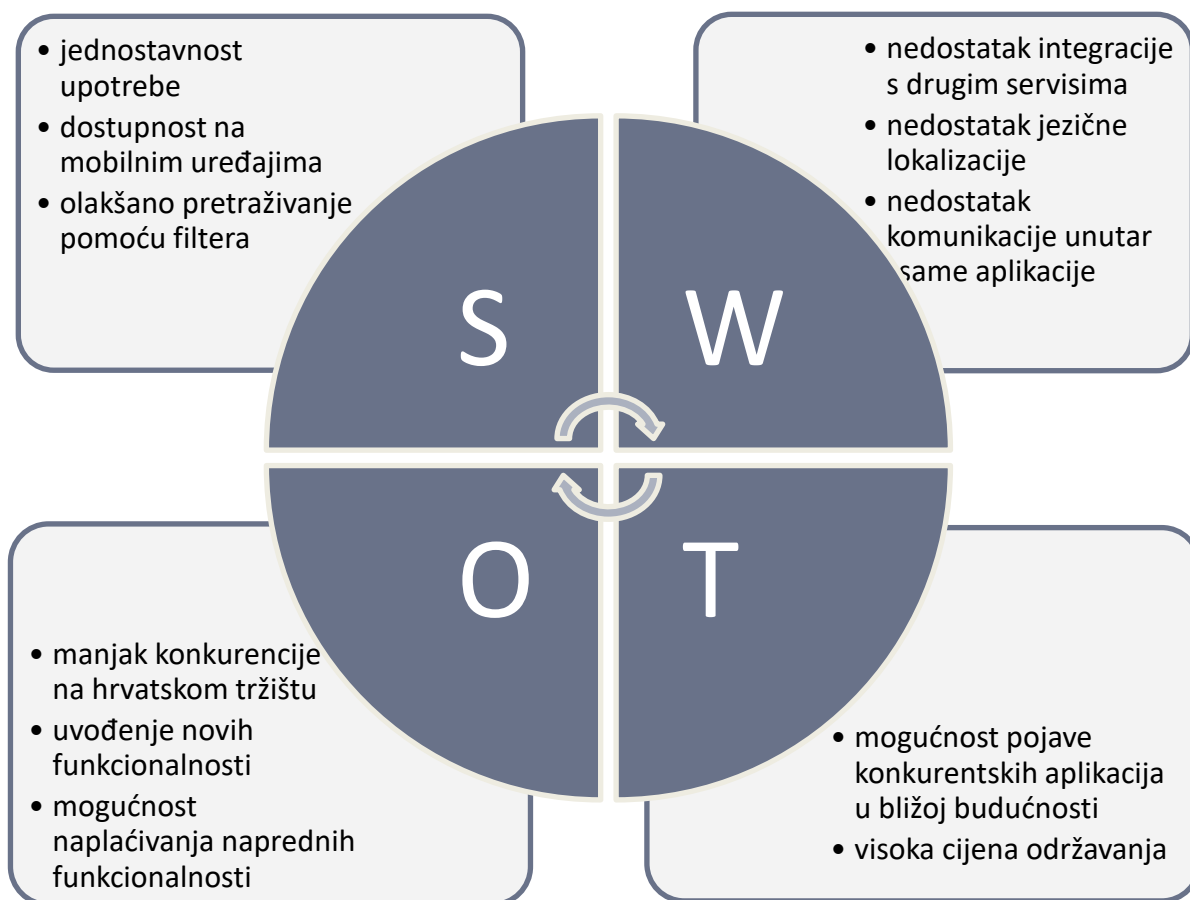 • jednostavnost
upotrebe
• dostupnost na
mobilnim uređajima
• olakšano pretraživanje
pomoću filtera
• nedostatak integracije
s drugim servisima
• nedostatak jezične
lokalizacije
• nedostatak
komunikacije unutar
same aplikacije
S
W
O
T
• manjak konkurencije
na hrvatskom tržištu
• uvođenje novih
funkcionalnosti
• mogućnost
naplaćivanja naprednih
funkcionalnosti
• mogućnost pojave
konkurentskih aplikacija
u bližoj budućnosti
• visoka cijena održavanja